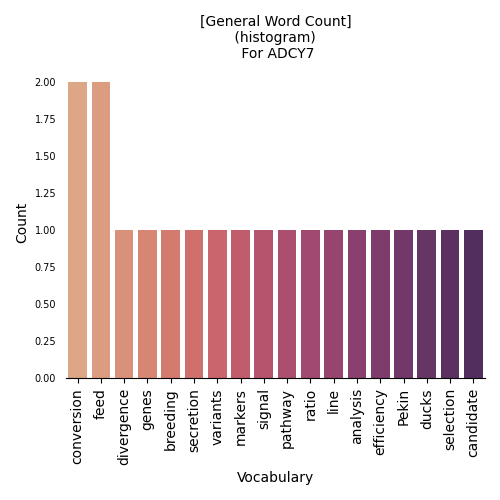 [General Word Count]
(histogram)
For ADCY7
2.00
1.75
1.50
1.25
1.00
0.75
0.50
0.25
0.00
Count
conversion
feed
divergence
genes
breeding
secretion
variants
markers
signal
pathway
ratio
line
analysis
efficiency
Pekin
ducks
selection
candidate
Vocabulary